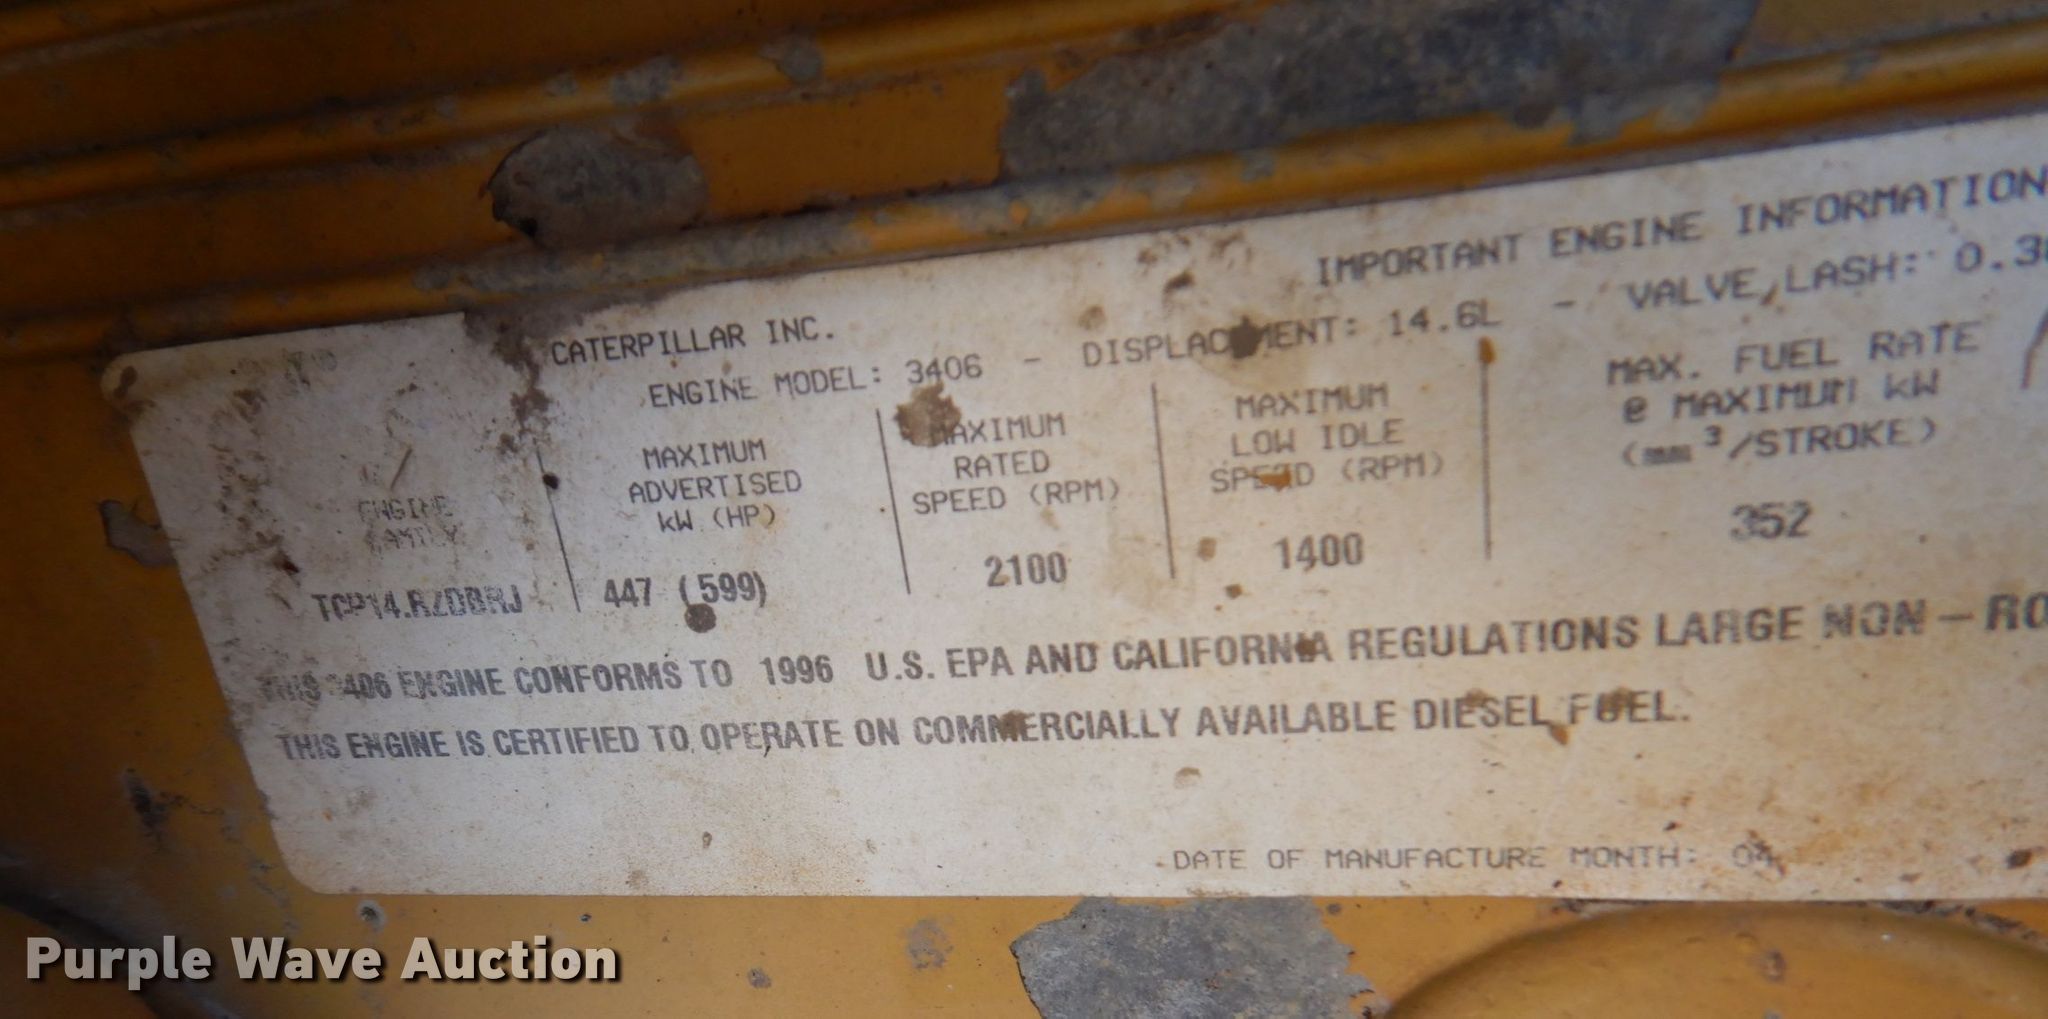 CATERPILLAR INC.
IMPORTANT ENGINE INFORMATION
ENGINE MODEL: 3406 - DISPLACEMENT: 14.6L - VALVE LASH: 0.3
ENGINE FAMILY
MAXIMUM ADVERTISED kW (HP)
MAXIMUM RATED SPEED (RPM)
MAXIMUM LOW IDLE SPEED (RPM)
MAX. FUEL RATE @ MAXIMUM kW (mm³/STROKE)
447 (599) 2100 1400 352
THIS 3406 ENGINE CONFORMS TO 1996 U.S. EPA AND CALIFORNIA REGULATIONS LARGE NON-RO
THIS ENGINE IS CERTIFIED TO OPERATE ON COMMERCIALLY AVAILABLE DIESEL FUEL.
DATE OF MANUFACTURE MONTH: 04
Purple Wave Auction